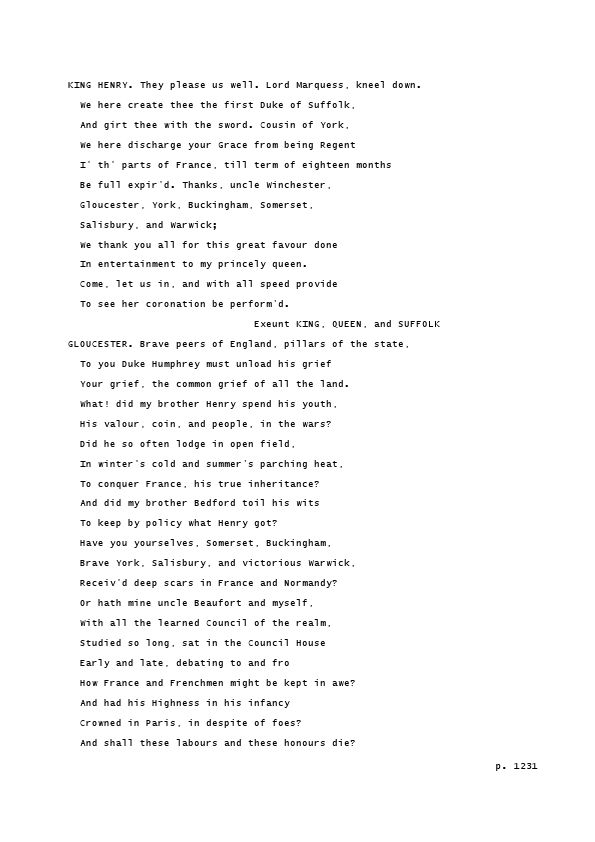 KING HENRY. They please us well. Lord Marquess, kneel down.
We here create thee the first Duke of Suffolk,
And girt thee with the sword. Cousin of York,
We here discharge your Grace from being Regent
I' th' parts of France, till term of eighteen months
Be full expir'd. Thanks, uncle Winchester,
Gloucester, York, Buckingham, Somerset,
Salisbury, and Warwick;
We thank you all for this great favour done
In entertainment to my princely queen.
Come, let us in, and with all speed provide
To see her coronation be perform'd.
Exeunt KING, QUEEN, and SUFFOLK
GLOUCESTER. Brave peers of England, pillars of the state,
To you Duke Humphrey must unload his grief
Your grief, the common grief of all the land.
What! did my brother Henry spend his youth,
His valour, coin, and people, in the wars?
Did he so often lodge in open field,
In winter's cold and summer's parching heat,
To conquer France, his true inheritance?
And did my brother Bedford toil his wits
To keep by policy what Henry got?
Have you yourselves, Somerset, Buckingham,
Brave York, Salisbury, and victorious Warwick,
Receiv'd deep scars in France and Normandy?
Or hath mine uncle Beaufort and myself,
With all the learned Council of the realm,
Studied so long, sat in the Council House
Early and late, debating to and fro
How France and Frenchmen might be kept in awe?
And had his Highness in his infancy
Crowned in Paris, in despite of foes?
And shall these labours and these honours die?
p. 1231